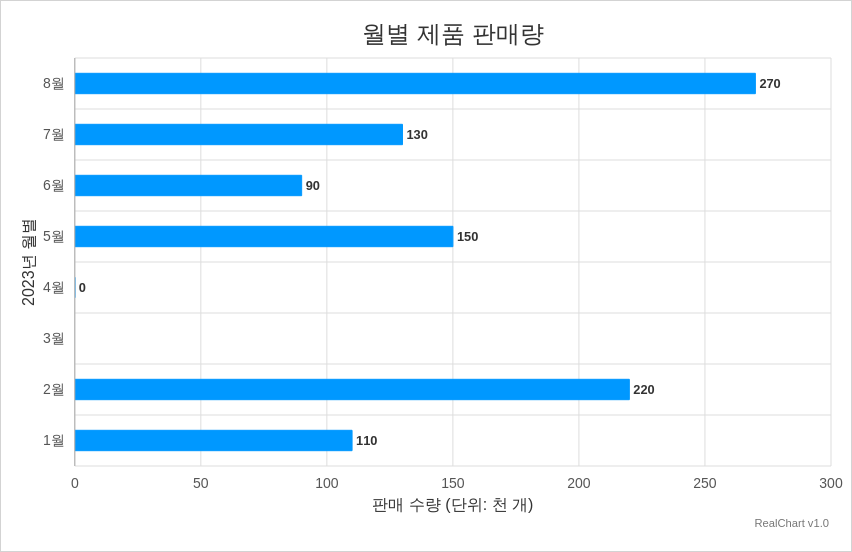 월별 제품 판매량
2023년 월별
8월 270
7월 130
6월 90
5월 150
4월 0
3월
2월 220
1월 110
0 50 100 150 200 250 300
판매 수량 (단위: 천 개)
RealChart v1.0